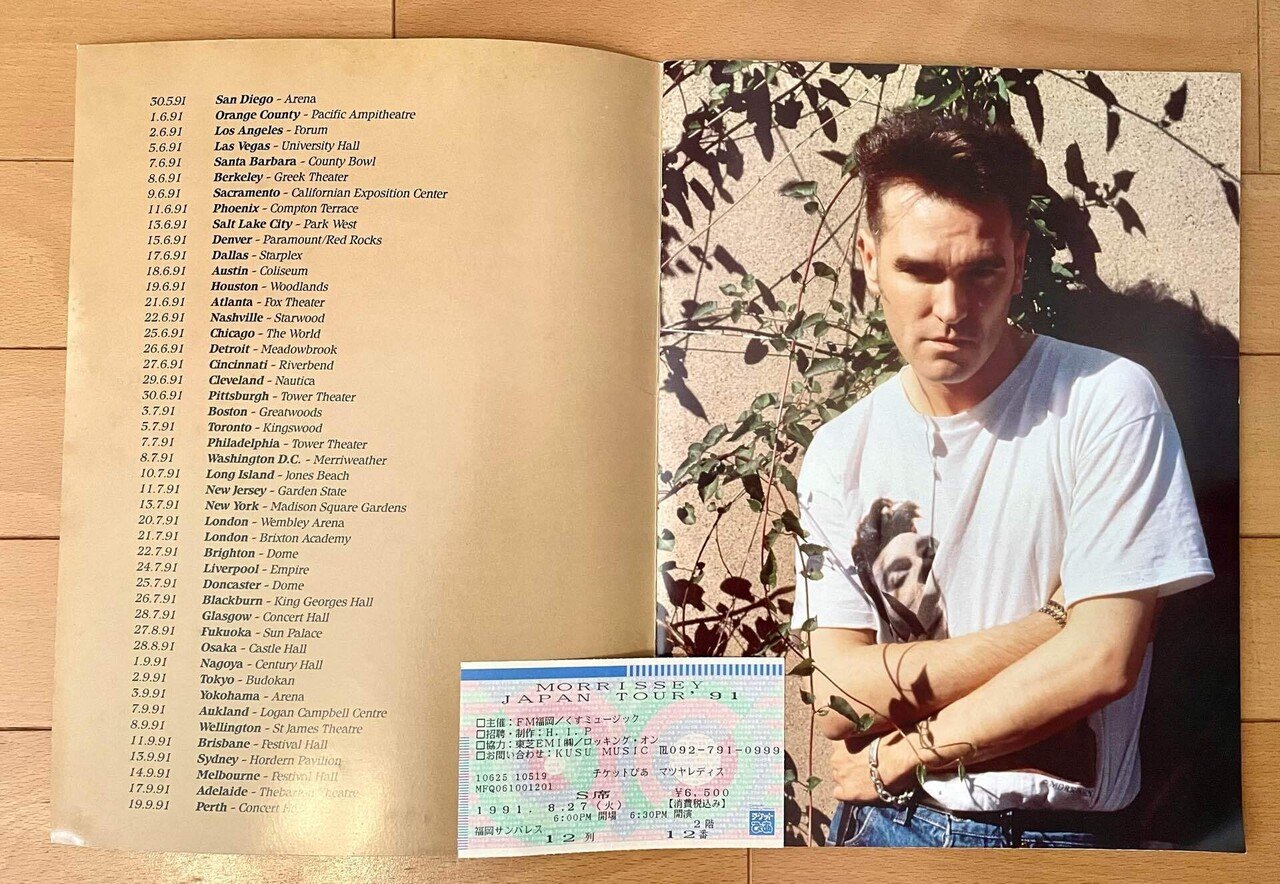 30.5.91 San Diego - Arena
1.6.91 Orange County - Pacific Ampitheatre
2.6.91 Los Angeles - Forum
5.6.91 Las Vegas - University Hall
7.6.91 Santa Barbara - County Bowl
8.6.91 Berkeley - Greek Theater
9.6.91 Sacramento - Californian Exposition Center
11.6.91 Phoenix - Compton Terrace
13.6.91 Salt Lake City - Park West
15.6.91 Denver - Paramount/Red Rocks
17.6.91 Dallas - Starplex
18.6.91 Austin - Coliseum
19.6.91 Houston - Woodlands
21.6.91 Atlanta - Fox Theater
22.6.91 Nashville - Starwood
25.6.91 Chicago - The World
26.6.91 Detroit - Meadowbrook
27.6.91 Cincinnati - Riverbend
29.6.91 Cleveland - Nautica
30.6.91 Pittsburgh - Tower Theater
3.7.91 Boston - Greatwoods
5.7.91 Toronto - Kingswood
7.7.91 Philadelphia - Tower Theater
8.7.91 Washington D.C. - Merriweather
10.7.91 Long Island - Jones Beach
11.7.91 New Jersey - Garden State
13.7.91 New York - Madison Square Gardens
20.7.91 London - Wembley Arena
21.7.91 London - Brixton Academy
22.7.91 Brighton - Dome
24.7.91 Liverpool - Empire
25.7.91 Doncaster - Dome
26.7.91 Blackburn - King Georges Hall
28.7.91 Glasgow - Concert Hall
27.8.91 Fukuoka - Sun Palace
28.8.91 Osaka - Castle Hall
1.9.91 Nagoya - Century Hall
2.9.91 Tokyo - Budokan
3.9.91 Yokohama - Arena
7.9.91 Aukland - Logan Campbell Centre
8.9.91 Wellington - St James Theatre
11.9.91 Brisbane - Festival Hall
13.9.91 Sydney - Hordern Pavilion
14.9.91 Melbourne - Festival Hall
17.9.91 Adelaide - Thebarton Theatre
19.9.91 Perth - Concert
MORRISSEY
JAPAN TOUR'91
□主催:FM福岡/くすミュージック
□招聘・制作:H.I.P
□協力:東芝EMI㈱/ロッキング・オン
□お問い合わせ:KUSU MUSIC ℡092-791-0999
10625 10519 チケットぴあ マツヤレディス
MFQ061001201
S席 ¥6,500
1991. 8.27(火) 【消費税込み】
6:00PM 開場 6:30PM 開演
福岡サンパレス 2階
12列 12番
チケットぴあ